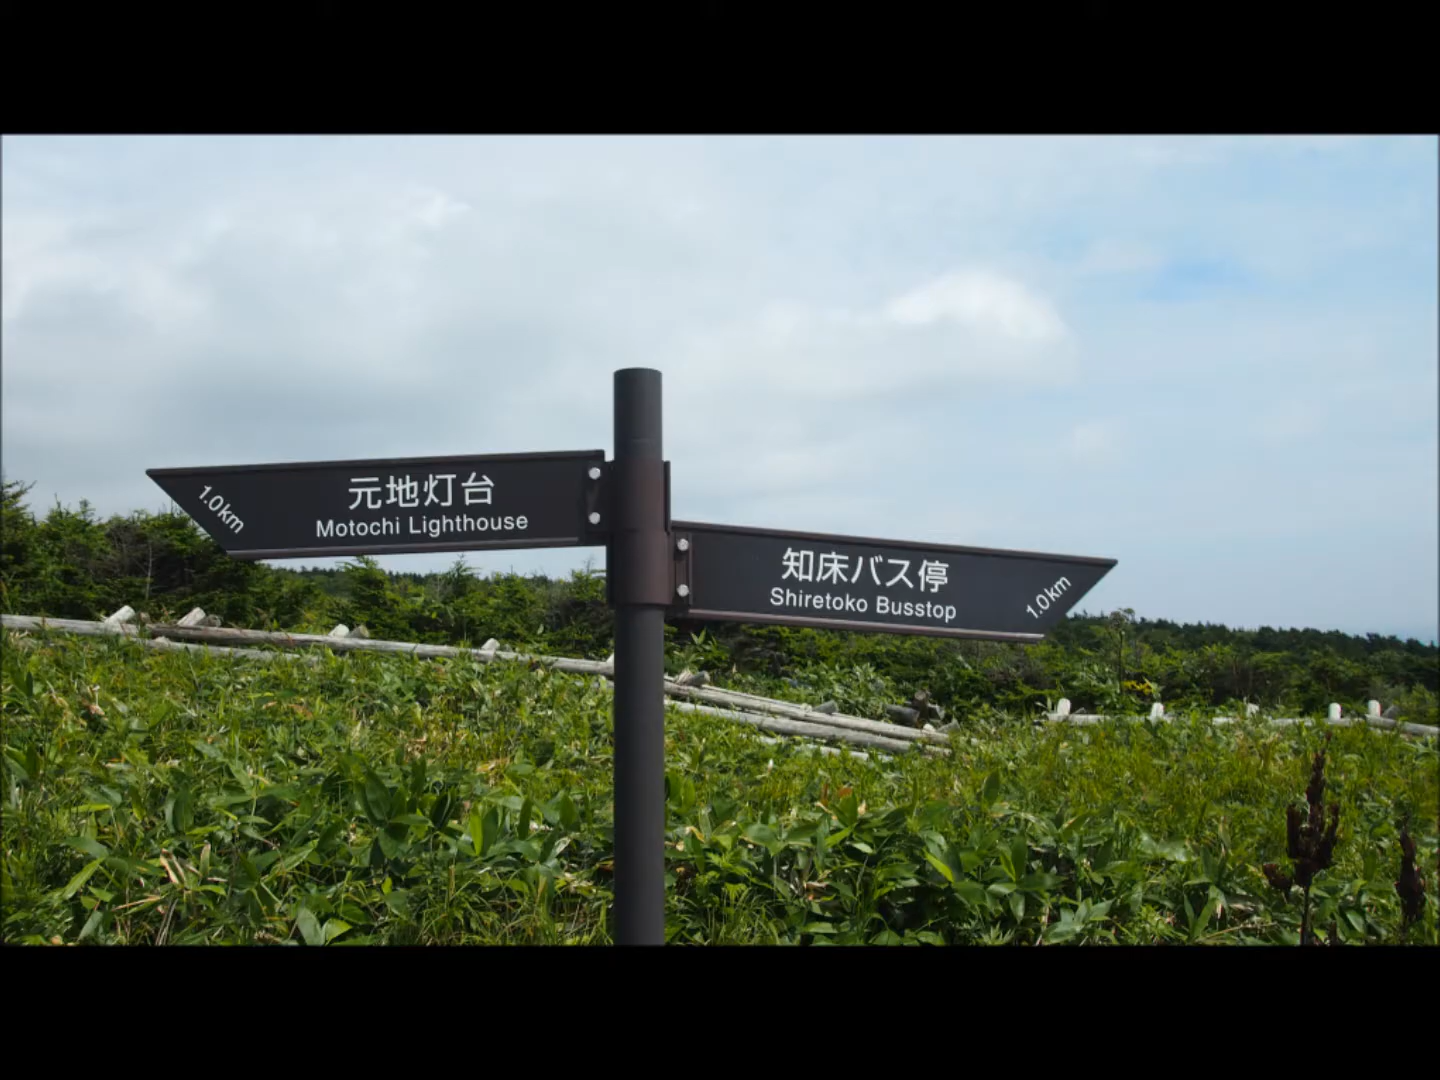 元地灯台
Motochi Lighthouse
1.0km
知床バス停
Shiretoko Busstop
1.0km